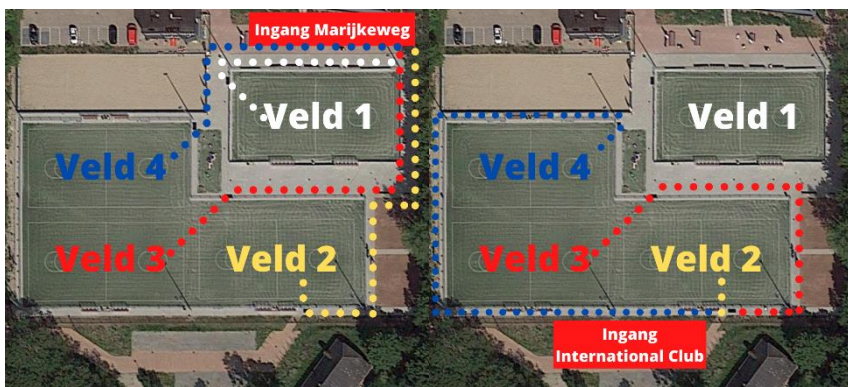 Ingang Marijkeweg
Veld 1
Veld 4
Veld 3
Veld 2
Veld 1
Veld 4
Veld 3
Veld 2
Ingang
International Club